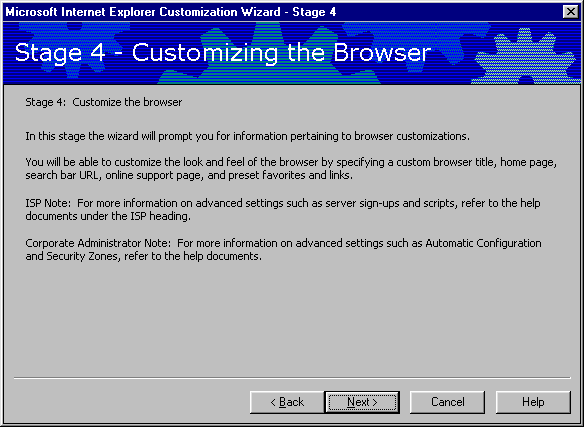 Microsoft Internet Explorer Customization Wizard - Stage 4
Stage 4 - Customizing the Browser
Stage 4:  Customize the browser
In this stage the wizard will prompt you for information pertaining to browser customizations.
You will be able to customize the look and feel of the browser by specifying a custom browser title, home page,
search bar URL, online support page, and preset favorites and links.
ISP Note:  For more information on advanced settings such as server sign-ups and scripts, refer to the help
documents under the ISP heading.
Corporate Administrator Note:  For more information on advanced settings such as Automatic Configuration
and Security Zones, refer to the help documents.
< Back
Next >
Cancel
Help